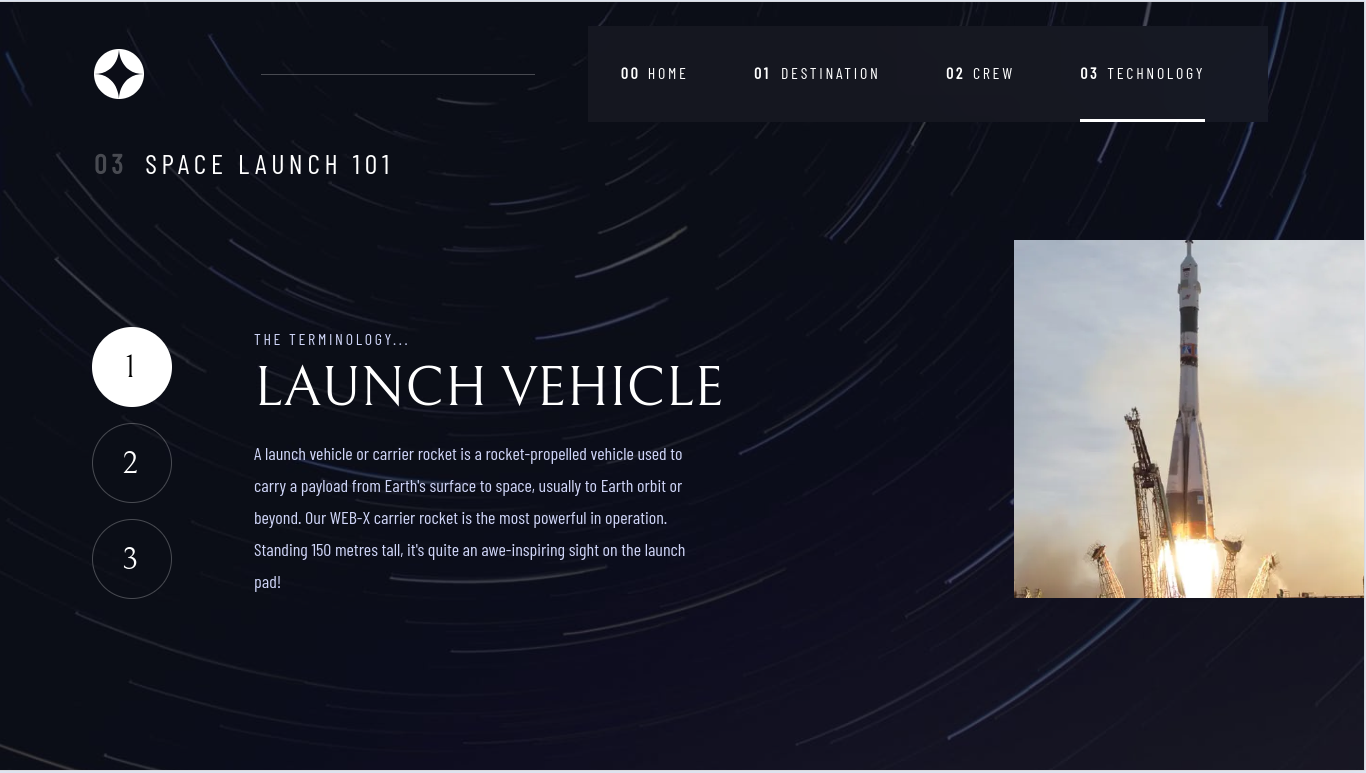 00 HOME
01 DESTINATION
02 CREW
03 TECHNOLOGY
03 SPACE LAUNCH 101
1
2
3
THE TERMINOLOGY...
LAUNCH VEHICLE
A launch vehicle or carrier rocket is a rocket-propelled vehicle used to
carry a payload from Earth's surface to space, usually to Earth orbit or
beyond. Our WEB-X carrier rocket is the most powerful in operation.
Standing 150 metres tall, it's quite an awe-inspiring sight on the launch
pad!